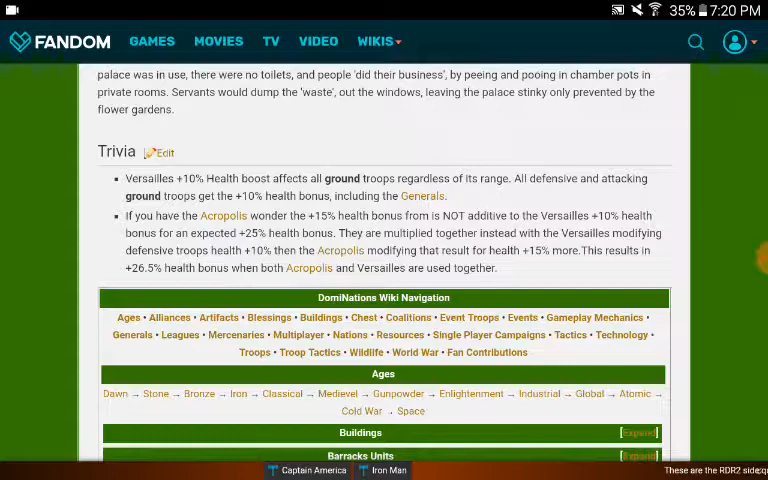 35% 7:20 PM
FANDOM GAMES MOVIES TV VIDEO WIKIS
palace was in use, there were no toilets, and people 'did their business', by peeing and pooing in chamber pots in
private rooms. Servants would dump the 'waste', out the windows, leaving the palace stinky only prevented by the
flower gardens.
Trivia Edit
Versailles +10% Health boost affects all ground troops regardless of its range. All defensive and attacking
ground troops get the +10% health bonus, including the Generals.
If you have the Acropolis wonder the +15% health bonus from is NOT additive to the Versailles +10% health
bonus for an expected +25% health bonus. They are multiplied together instead with the Versailles modifying
defensive troops health +10% then the Acropolis modifying that result for health +15% more.This results in
+26.5% health bonus when both Acropolis and Versailles are used together.
DomiNations Wiki Navigation
Ages • Alliances • Artifacts • Blessings • Buildings • Chest • Coalitions • Event Troops • Events • Gameplay Mechanics •
Generals • Leagues • Mercenaries • Multiplayer • Nations • Resources • Single Player Campaigns • Tactics • Technology •
Troops • Troop Tactics • Wildlife • World War • Fan Contributions
Ages
Dawn → Stone → Bronze → Iron → Classical → Medievel → Gunpowder → Enlightenment → Industrial → Global → Atomic →
Cold War → Space
Buildings [Expand]
Barracks Units [Expand]
Captain America Iron Man These are the RDR2 side